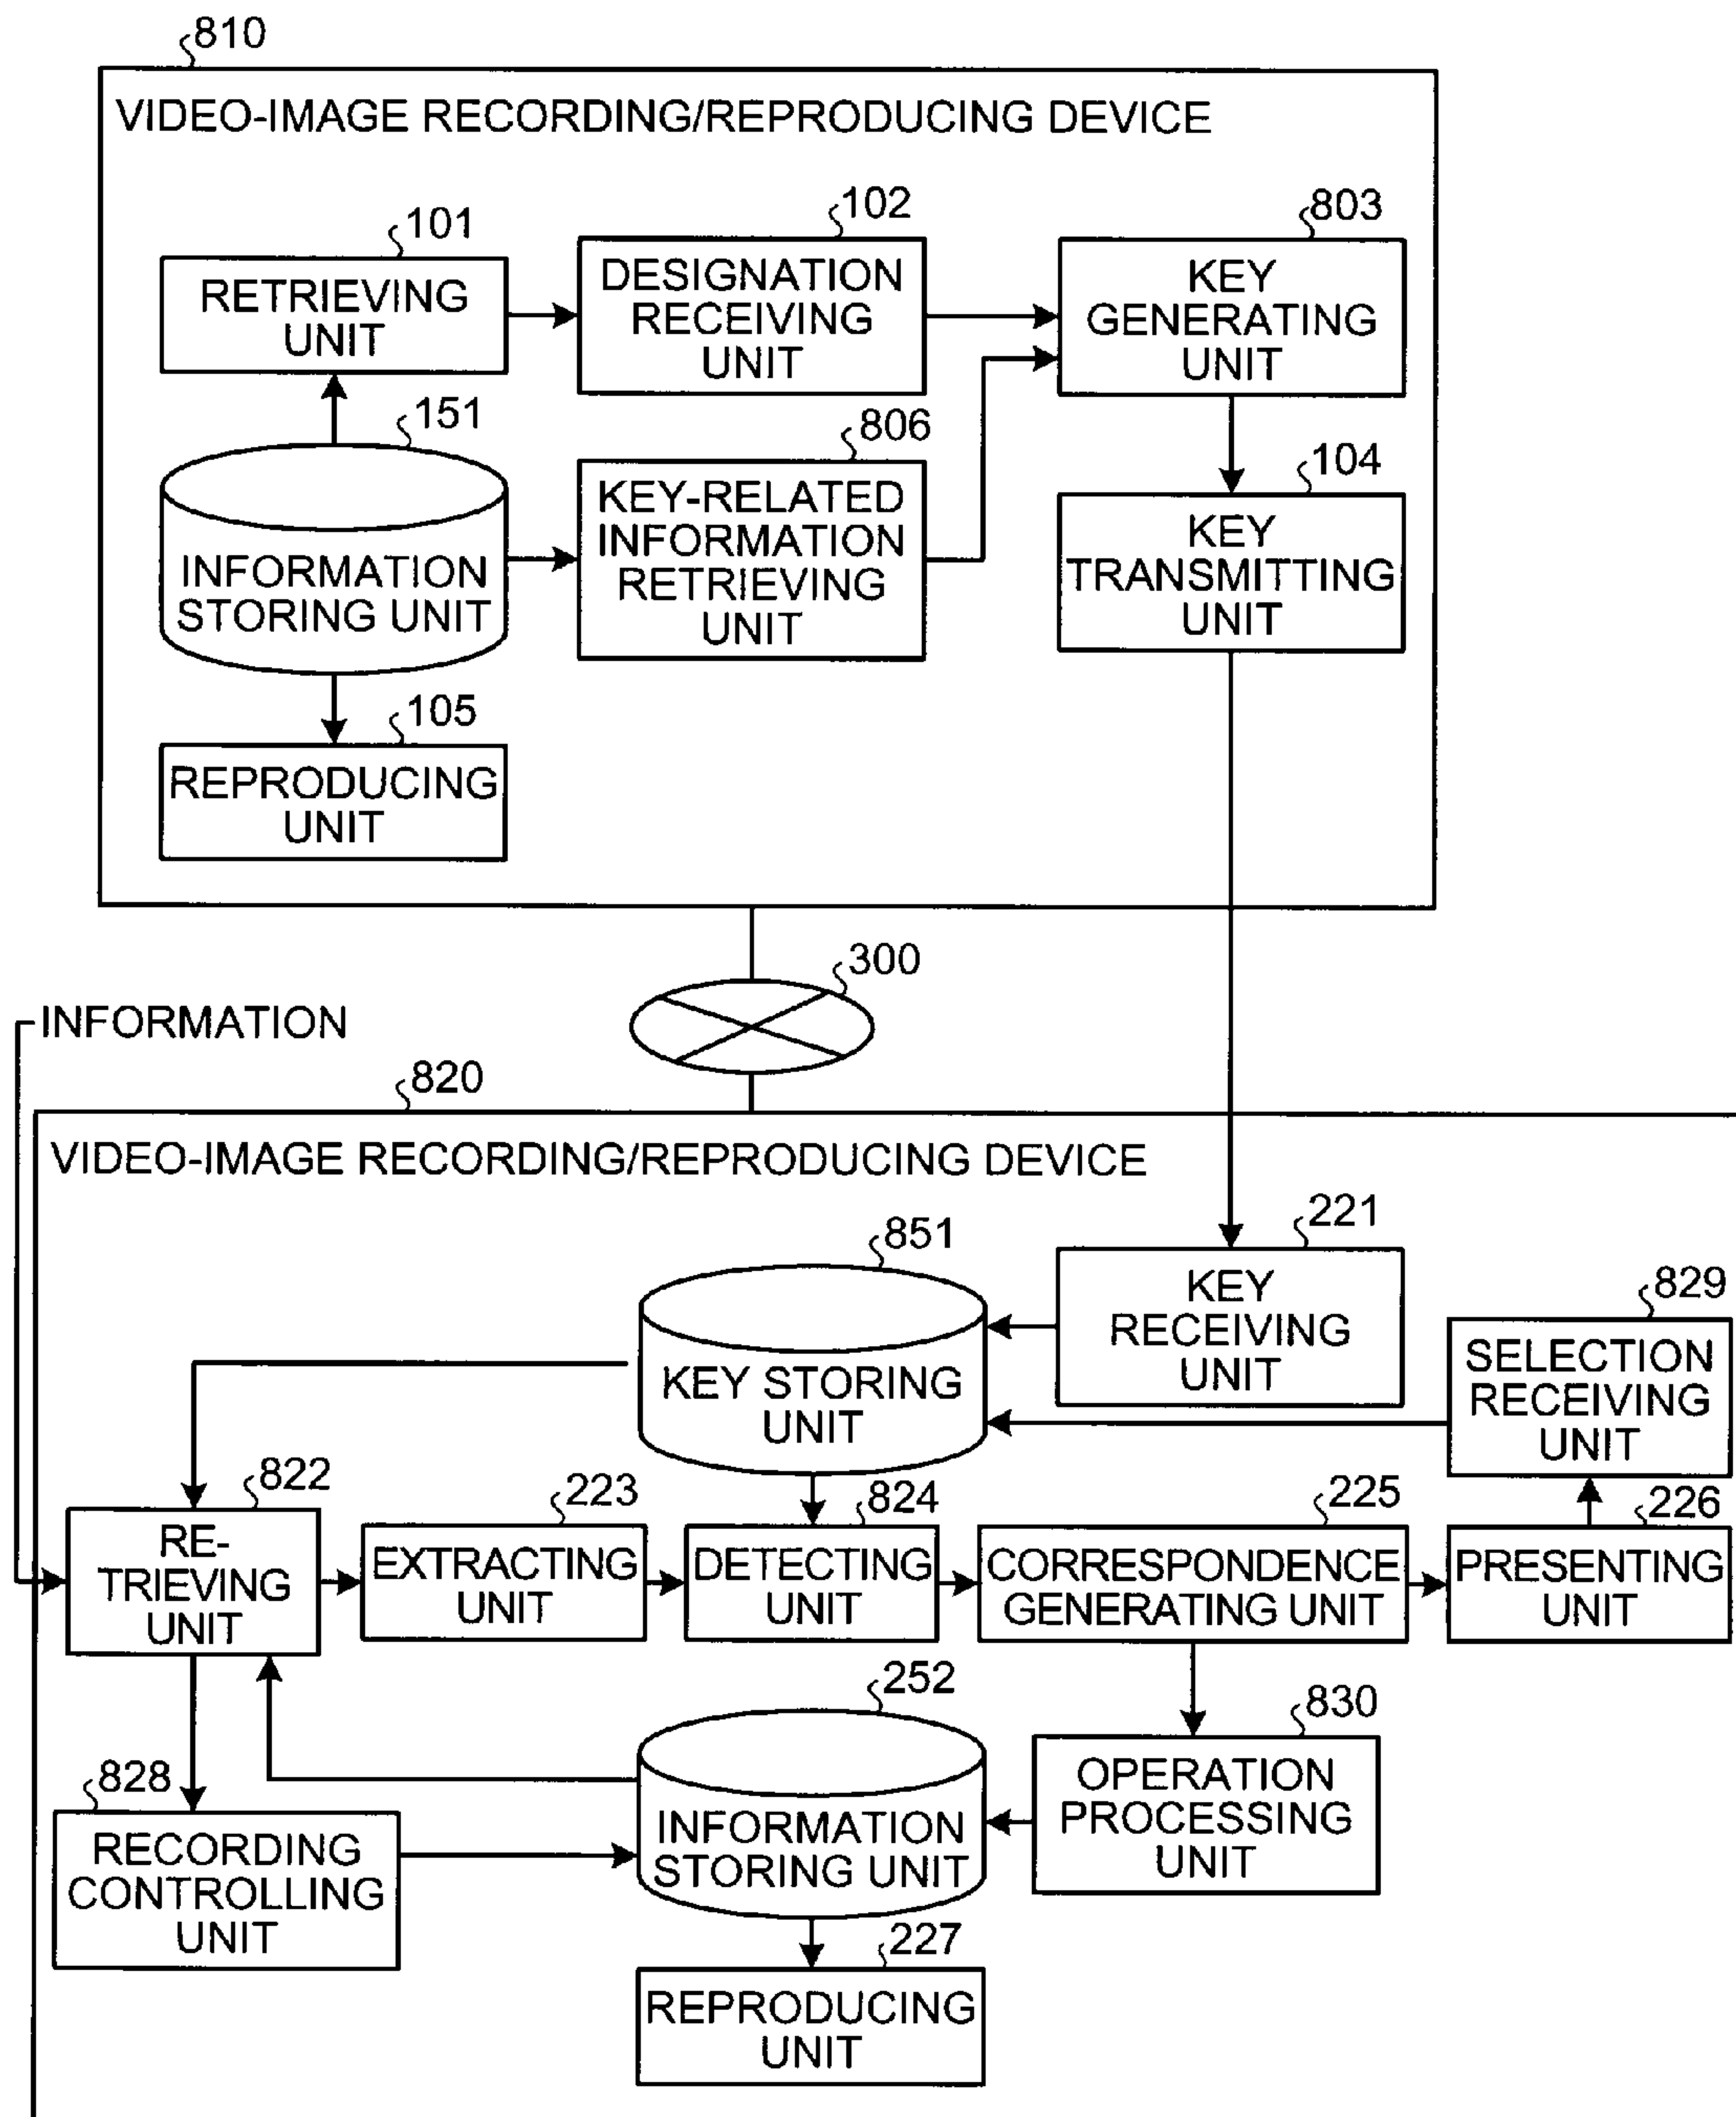 810
VIDEO-IMAGE RECORDING/REPRODUCING DEVICE
101
RETRIEVING
UNIT
102
DESIGNATION
RECEIVING
UNIT
803
KEY
GENERATING
UNIT
151
INFORMATION
STORING UNIT
806
KEY-RELATED
INFORMATION
RETRIEVING
UNIT
104
KEY
TRANSMITTING
UNIT
105
REPRODUCING
UNIT
300
INFORMATION
820
VIDEO-IMAGE RECORDING/REPRODUCING DEVICE
851
KEY STORING
UNIT
221
KEY
RECEIVING
UNIT
829
SELECTION
RECEIVING
UNIT
822
RE-
TRIEVING
UNIT
223
EXTRACTING
UNIT
824
DETECTING
UNIT
225
CORRESPONDENCE
GENERATING UNIT
226
PRESENTING
UNIT
828
RECORDING
CONTROLLING
UNIT
252
INFORMATION
STORING UNIT
830
OPERATION
PROCESSING
UNIT
227
REPRODUCING
UNIT